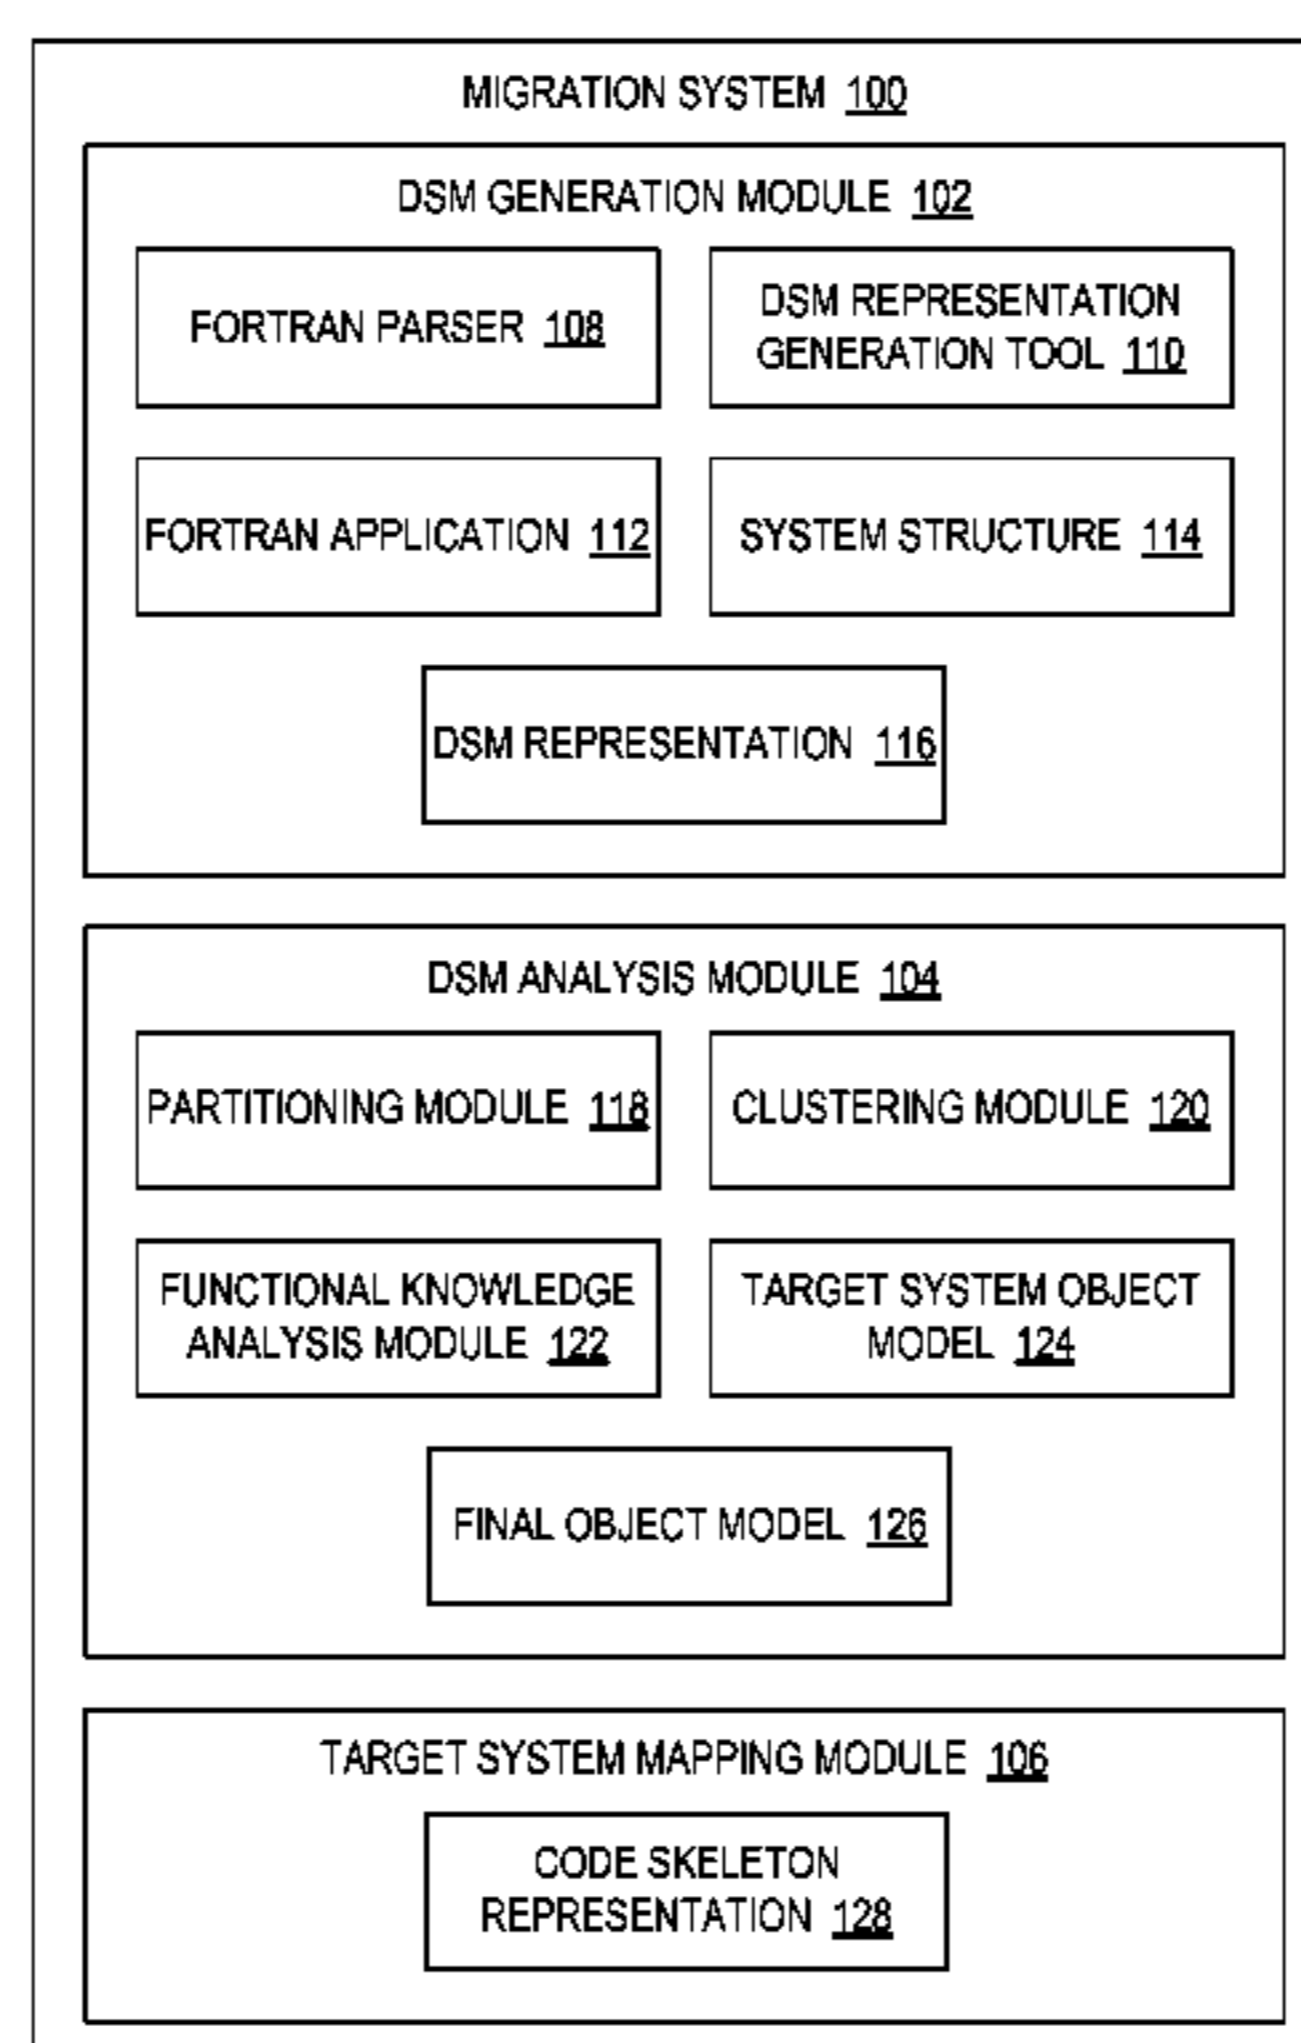 MIGRATION SYSTEM 100
DSM GENERATION MODULE 102
FORTRAN PARSER 108
DSM REPRESENTATION
GENERATION TOOL 110
FORTRAN APPLICATION 112
SYSTEM STRUCTURE 114
DSM REPRESENTATION 116
DSM ANALYSIS MODULE 104
PARTITIONING MODULE 118
CLUSTERING MODULE 120
FUNCTIONAL KNOWLEDGE
ANALYSIS MODULE 122
TARGET SYSTEM OBJECT
MODEL 124
FINAL OBJECT MODEL 126
TARGET SYSTEM MAPPING MODULE 106
CODE SKELETON
REPRESENTATION 128